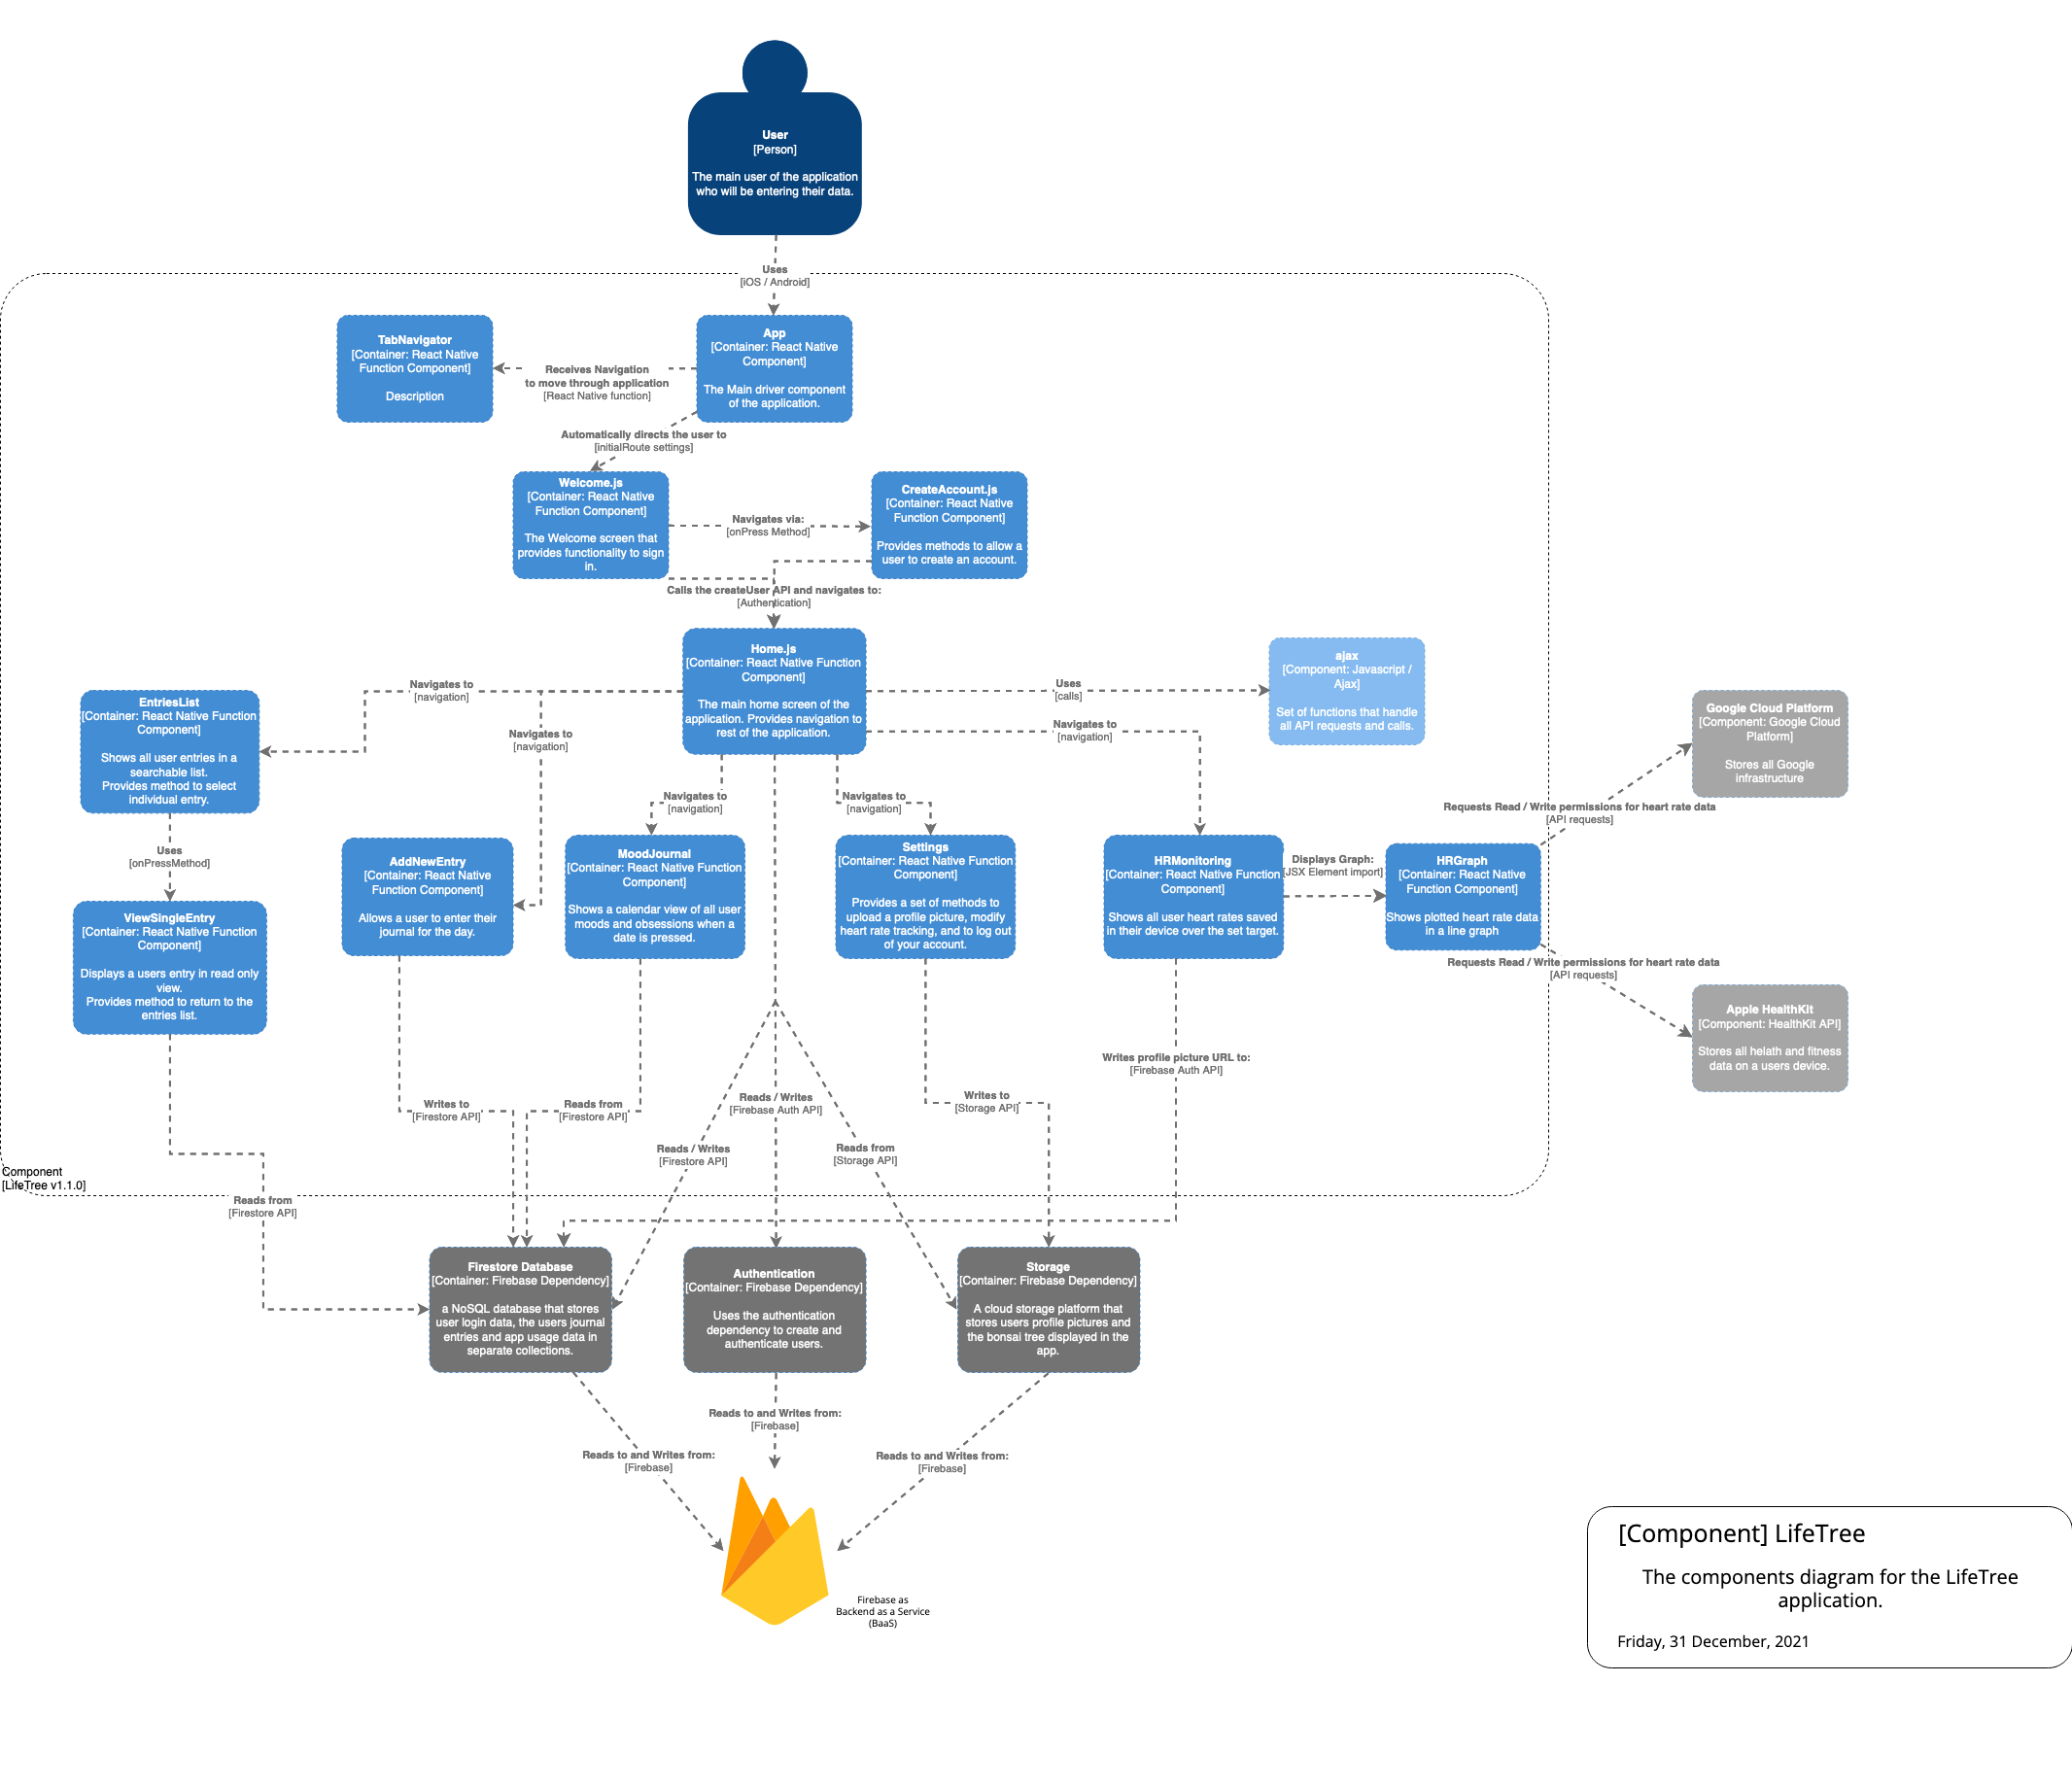 User
[Person]
The main user of the application
who will be entering their data.
Uses
[iOS / Android]
TabNavigator
[Container: React Native
Function Component]
Description
Receives Navigation
to move through application
[React Native function]
App
[Container: React Native
Component]
The Main driver component
of the application.
Automatically directs the user to
[initialRoute settings]
Welcome.js
[Container: React Native
Function Component]
The Welcome screen that
provides functionality to sign
in.
Navigates via:
[onPress Method]
CreateAccount.js
[Container: React Native
Function Component]
Provides methods to allow a
user to create an account.
Calls the createUser API and navigates to:
[Authentication]
Home.js
[Container: React Native Function
Component]
The main home screen of the
application. Provides navigation to
rest of the application.
Uses
[calls]
ajax
[Component: Javascript /
Ajax]
Set of functions that handle
all API requests and calls.
Navigates to
[navigation]
EntriesList
[Container: React Native Function
Component]
Shows all user entries in a
searchable list.
Provides method to select
individual entry.
Navigates to
[navigation]
Navigates to
[navigation]
Navigates to
[navigation]
Navigates to
[navigation]
Google Cloud Platform
[Component: Google Cloud
Platform]
Stores all Google
infrastructure
Requests Read / Write permissions for heart rate data
[API requests]
Uses
[onPressMethod]
AddNewEntry
[Container: React Native
Function Component]
Allows a user to enter their
journal for the day.
MoodJournal
[Container: React Native Function
Component]
Shows a calendar view of all user
moods and obsessions when a
date is pressed.
Settings
[Container: React Native Function
Component]
Provides a set of methods to
upload a profile picture, modify
heart rate tracking, and to log out
of your account.
HRMonitoring
[Container: React Native Function
Component]
Shows all user heart rates saved
in their device over the set target.
Displays Graph:
[JSX Element import]
HRGraph
[Container: React Native
Function Component]
Shows plotted heart rate data
in a line graph
ViewSingleEntry
[Container: React Native Function
Component]
Displays a users entry in read only
view.
Provides method to return to the
entries list.
Requests Read / Write permissions for heart rate data
[API requests]
Apple HealthKit
[Component: HealthKit API]
Stores all helath and fitness
data on a users device.
Writes profile picture URL to:
[Firebase Auth API]
Writes to
[Firestore API]
Reads from
[Firestore API]
Reads / Writes
[Firebase Auth API]
Writes to
[Storage API]
Reads / Writes
[Firestore API]
Reads from
[Storage API]
Component
[LifeTree v1.1.0]
Reads from
[Firestore API]
Firestore Database
[Container: Firebase Dependency]
a NoSQL database that stores
user login data, the users journal
entries and app usage data in
separate collections.
Authentication
[Container: Firebase Dependency]
Uses the authentication
dependency to create and
authenticate users.
Storage
[Container: Firebase Dependency]
A cloud storage platform that
stores users profile pictures and
the bonsai tree displayed in the
app.
Reads to and Writes from:
[Firebase]
Reads to and Writes from:
[Firebase]
Reads to and Writes from:
[Firebase]
Firebase as
Backend as a Service
(BaaS)
[Component] LifeTree
The components diagram for the LifeTree
application.
Friday, 31 December, 2021